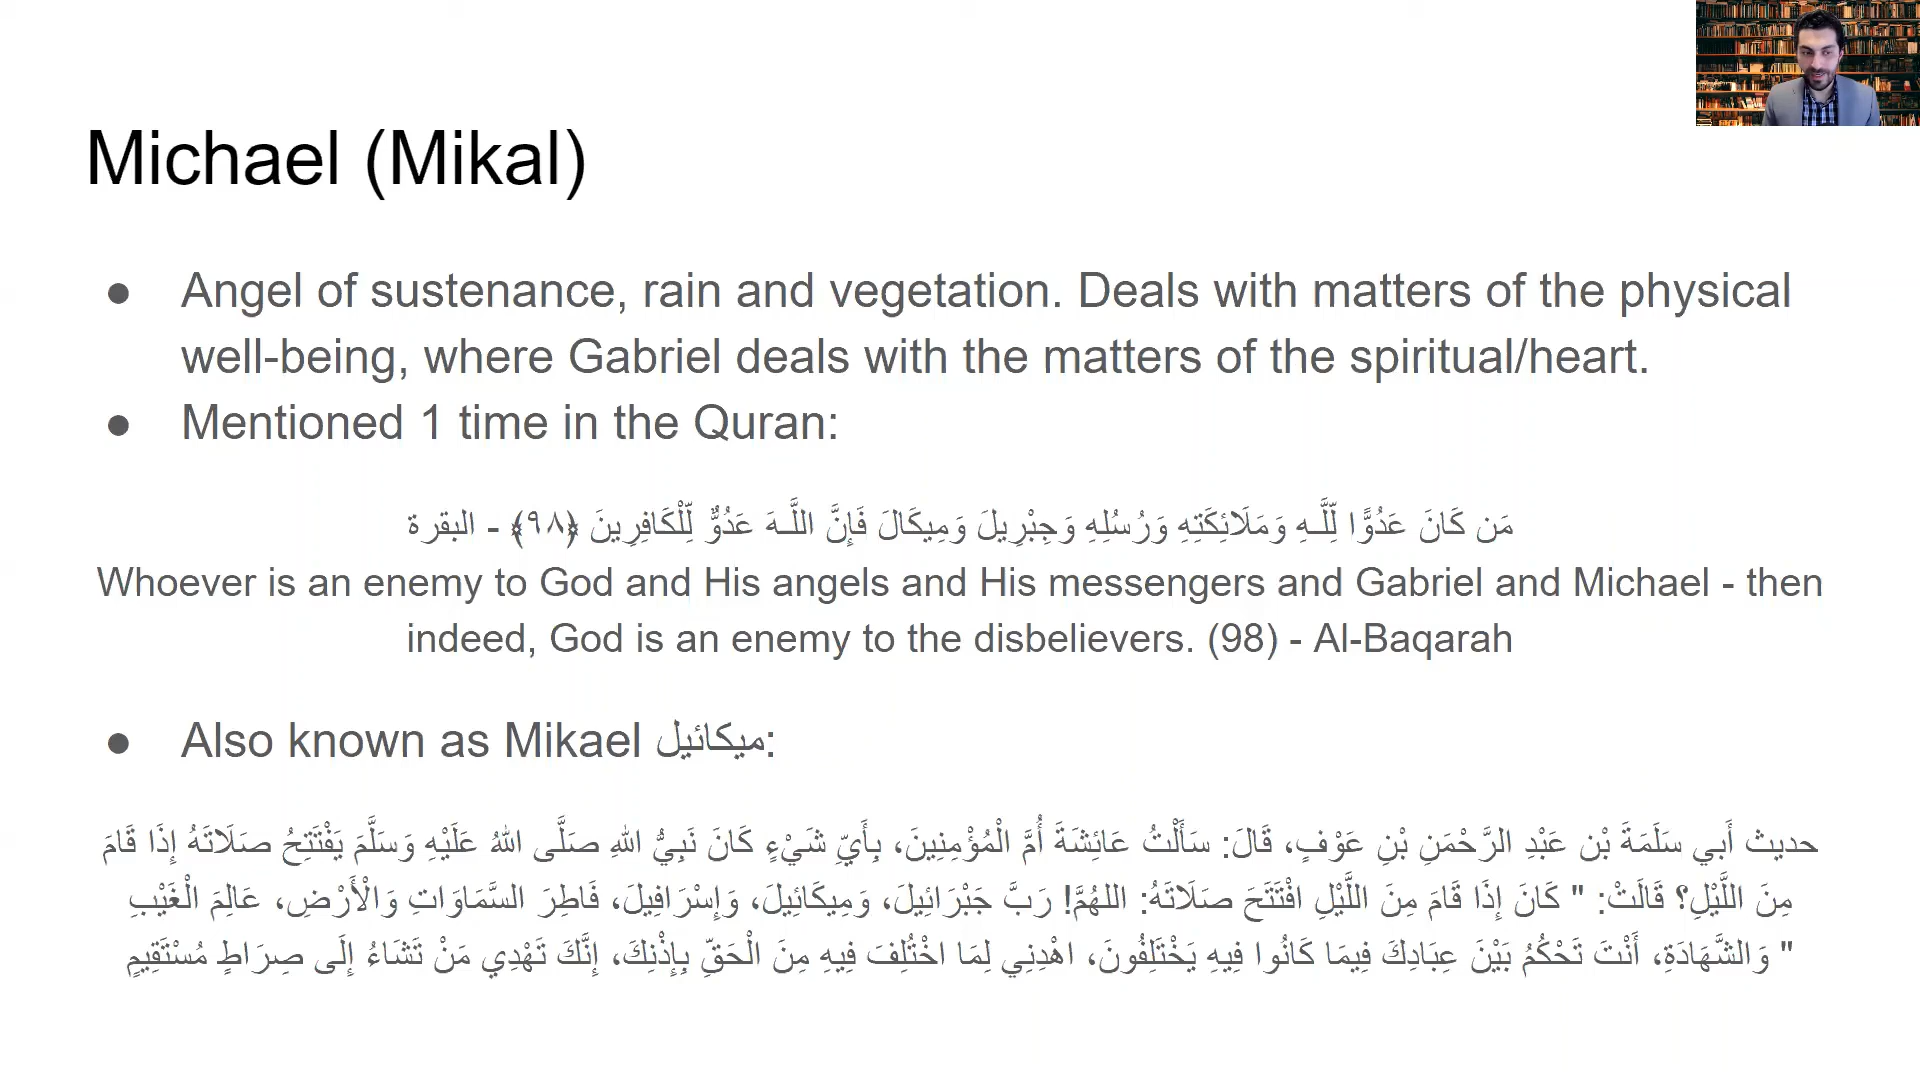 Michael (Mikal)
● Angel of sustenance, rain and vegetation. Deals with matters of the physical
well-being, where Gabriel deals with the matters of the spiritual/heart.
● Mentioned 1 time in the Quran:
مَن كَانَ عَدُوًّا لِّلَّـهِ وَمَلَائِكَتِهِ وَرُسُلِهِ وَجِبْرِيلَ وَمِيكَالَ فَإِنَّ اللَّـهَ عَدُوٌّ لِّلْكَافِرِينَ ﴿٩٨﴾ - البقرة
Whoever is an enemy to God and His angels and His messengers and Gabriel and Michael - then
indeed, God is an enemy to the disbelievers. (98) - Al-Baqarah
● Also known as Mikael ميكائيل:
حديث أَبي سَلَمَةَ بْن عَبْدِ الرَّحْمَنِ بْنِ عَوْفٍ، قَالَ: سَأَلْتُ عَائِشَةَ أُمَّ الْمُؤْمِنِينَ، بِأَيِّ شَيْءٍ كَانَ نَبِيُّ اللهِ صَلَّى اللهُ عَلَيْهِ وَسَلَّمَ يَفْتَتِحُ صَلَاتَهُ إِذَا قَامَ
مِنَ اللَّيْلِ؟ قَالَتْ: " كَانَ إِذَا قَامَ مِنَ اللَّيْلِ افْتَتَحَ صَلَاتَهُ: اللهُمَّ! رَبَّ جَبْرَائِيلَ، وَمِيكَائِيلَ، وَإِسْرَافِيلَ، فَاطِرَ السَّمَاوَاتِ وَالْأَرْضِ، عَالِمَ الْغَيْبِ
وَالشَّهَادَةِ، أَنْتَ تَحْكُمُ بَيْنَ عِبَادِكَ فِيمَا كَانُوا فِيهِ يَخْتَلِفُونَ، اهْدِنِي لِمَا اخْتُلِفَ فِيهِ مِنَ الْحَقِّ بِإِذْنِكَ، إِنَّكَ تَهْدِي مَنْ تَشَاءُ إِلَى صِرَاطٍ مُسْتَقِيمٍ "